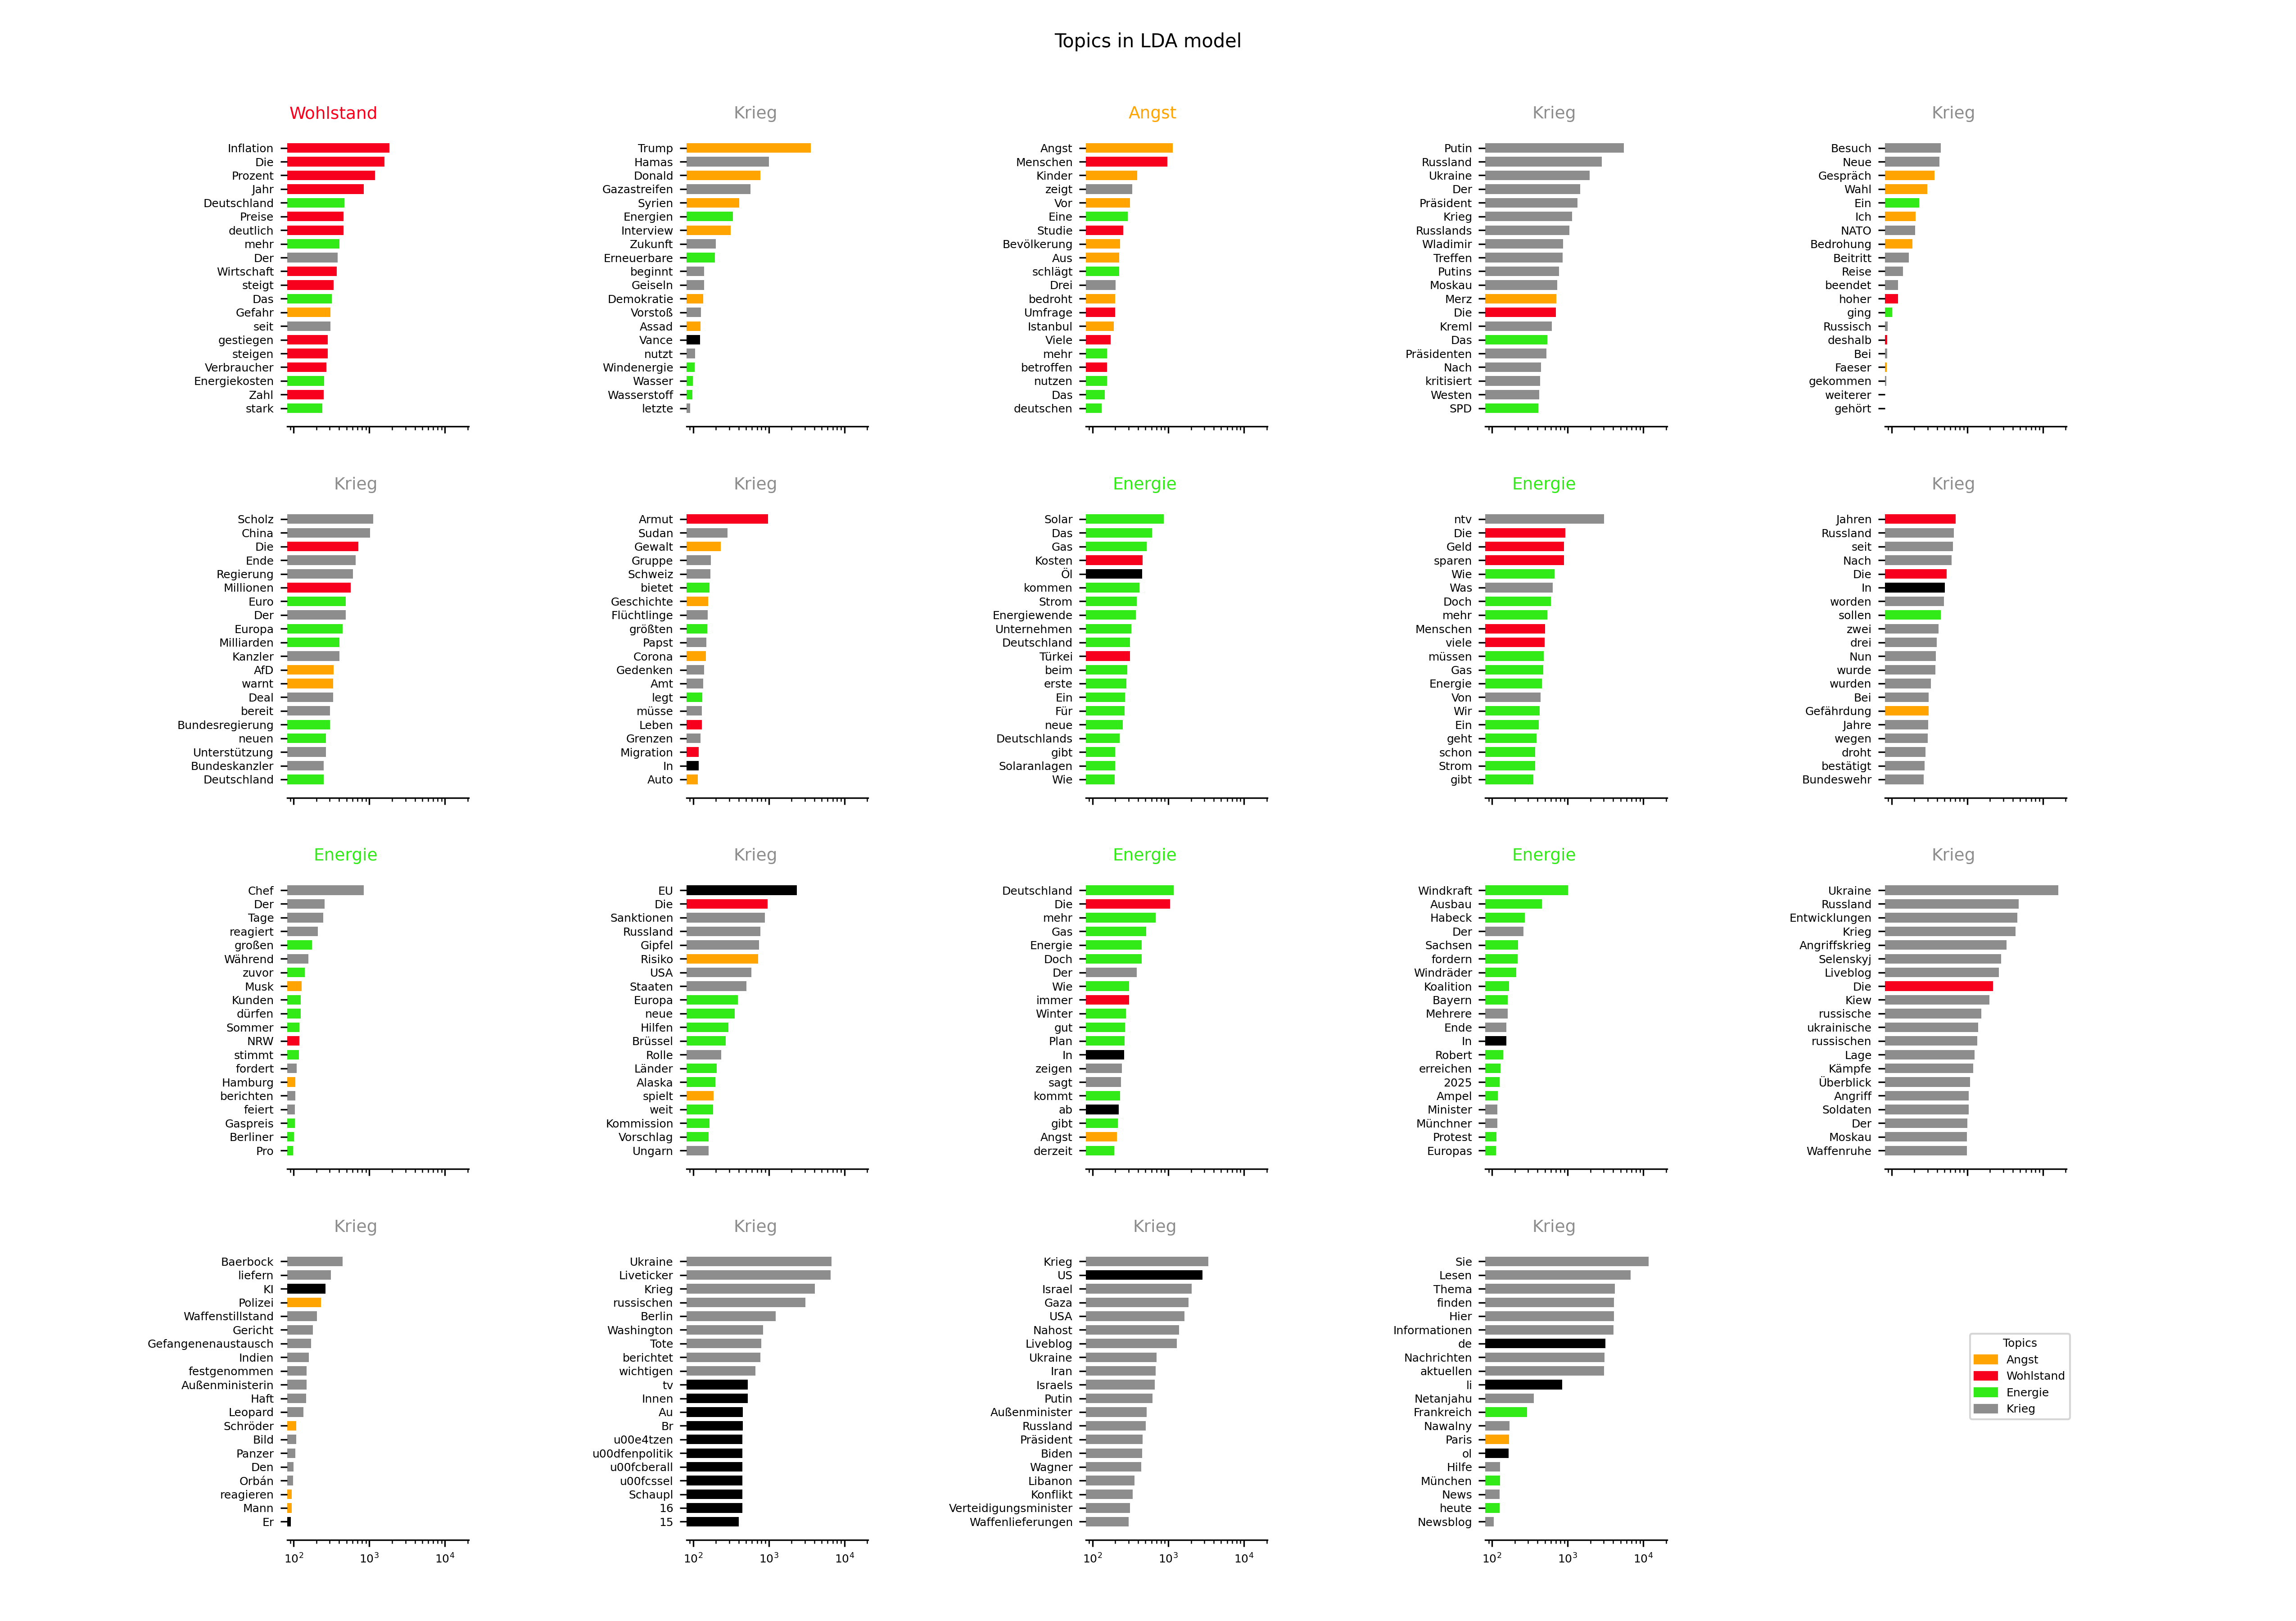 Topics in LDA model
Wohlstand
Inflation
Die
Prozent
Jahr
Deutschland
Preise
deutlich
mehr
Der
Wirtschaft
steigt
Das
Gefahr
seit
gestiegen
steigen
Verbraucher
Energiekosten
Zahl
stark
Krieg
Trump
Hamas
Donald
Gazastreifen
Syrien
Energien
Interview
Zukunft
Erneuerbare
beginnt
Geiseln
Demokratie
Vorstoß
Assad
Vance
nutzt
Windenergie
Wasser
Wasserstoff
letzte
Angst
Angst
Menschen
Kinder
zeigt
Vor
Eine
Studie
Bevölkerung
Aus
schlägt
Drei
bedroht
Umfrage
Istanbul
Viele
mehr
betroffen
nutzen
Das
deutschen
Krieg
Putin
Russland
Ukraine
Der
Präsident
Krieg
Russlands
Wladimir
Treffen
Putins
Moskau
Merz
Die
Kreml
Das
Präsidenten
Nach
kritisiert
Westen
SPD
Krieg
Besuch
Neue
Gespräch
Wahl
Ein
Ich
NATO
Bedrohung
Beitritt
Reise
beendet
hoher
ging
Russisch
deshalb
Bei
Faeser
gekommen
weiterer
gehört
Krieg
Scholz
China
Die
Ende
Regierung
Millionen
Euro
Der
Europa
Milliarden
Kanzler
AfD
warnt
Deal
bereit
Bundesregierung
neuen
Unterstützung
Bundeskanzler
Deutschland
Krieg
Armut
Sudan
Gewalt
Gruppe
Schweiz
bietet
Geschichte
Flüchtlinge
größten
Papst
Corona
Gedenken
Amt
legt
müsse
Leben
Grenzen
Migration
In
Auto
Energie
Solar
Das
Gas
Kosten
Öl
kommen
Strom
Energiewende
Unternehmen
Deutschland
Türkei
beim
erste
Ein
Für
neue
Deutschlands
gibt
Solaranlagen
Wie
Energie
ntv
Die
Geld
sparen
Wie
Was
Doch
mehr
Menschen
viele
müssen
Gas
Energie
Von
Wir
Ein
geht
schon
Strom
gibt
Krieg
Jahren
Russland
seit
Nach
Die
In
worden
sollen
zwei
drei
Nun
wurde
wurden
Bei
Gefährdung
Jahre
wegen
droht
bestätigt
Bundeswehr
Energie
Chef
Der
Tage
reagiert
großen
Während
zuvor
Musk
Kunden
dürfen
Sommer
NRW
stimmt
fordert
Hamburg
berichten
feiert
Gaspreis
Berliner
Pro
Krieg
EU
Die
Sanktionen
Russland
Gipfel
Risiko
USA
Staaten
Europa
neue
Hilfen
Brüssel
Rolle
Länder
Alaska
spielt
weit
Kommission
Vorschlag
Ungarn
Energie
Deutschland
Die
mehr
Gas
Energie
Doch
Der
Wie
immer
Winter
gut
Plan
In
zeigen
sagt
kommt
ab
gibt
Angst
derzeit
Energie
Windkraft
Ausbau
Habeck
Der
Sachsen
fordern
Windräder
Koalition
Bayern
Mehrere
Ende
In
Robert
erreichen
2025
Ampel
Minister
Münchner
Protest
Europas
Krieg
Ukraine
Russland
Entwicklungen
Krieg
Angriffskrieg
Selenskyj
Liveblog
Die
Kiew
russische
ukrainische
russischen
Lage
Kämpfe
Überblick
Angriff
Soldaten
Der
Moskau
Waffenruhe
Krieg
Baerbock
liefern
KI
Polizei
Waffenstillstand
Gericht
Gefangenenaustausch
Indien
festgenommen
Außenministerin
Haft
Leopard
Schröder
Bild
Panzer
Den
Orbán
reagieren
Mann
Er
10² 10³ 10⁴
Krieg
Ukraine
Liveticker
Krieg
russischen
Berlin
Washington
Tote
berichtet
wichtigen
tv
Innen
Au
Br
u00e4tzen
u00dfenpolitik
u00fcberall
u00fcssel
Schaupl
16
15
10² 10³ 10⁴
Krieg
Krieg
US
Israel
Gaza
USA
Nahost
Liveblog
Ukraine
Iran
Israels
Putin
Außenminister
Russland
Präsident
Biden
Wagner
Libanon
Konflikt
Verteidigungsminister
Waffenlieferungen
10² 10³ 10⁴
Krieg
Sie
Lesen
Thema
finden
Hier
Informationen
de
Nachrichten
aktuellen
li
Netanjahu
Frankreich
Nawalny
Paris
ol
Hilfe
München
News
heute
Newsblog
10² 10³ 10⁴
Topics
Angst
Wohlstand
Energie
Krieg